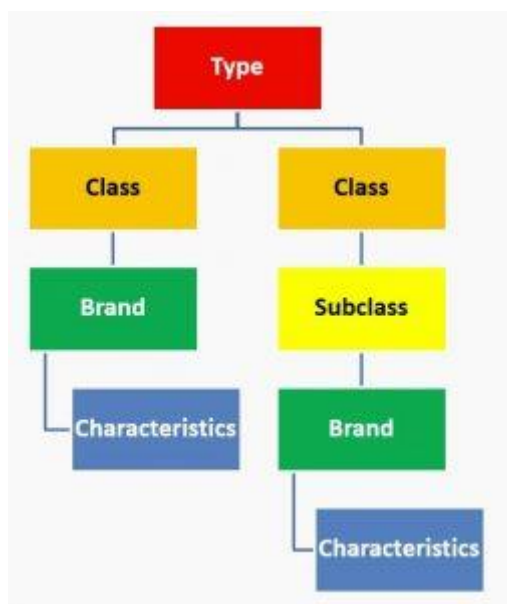 Type
Class
Class
Brand
Subclass
Characteristics
Brand
Characteristics